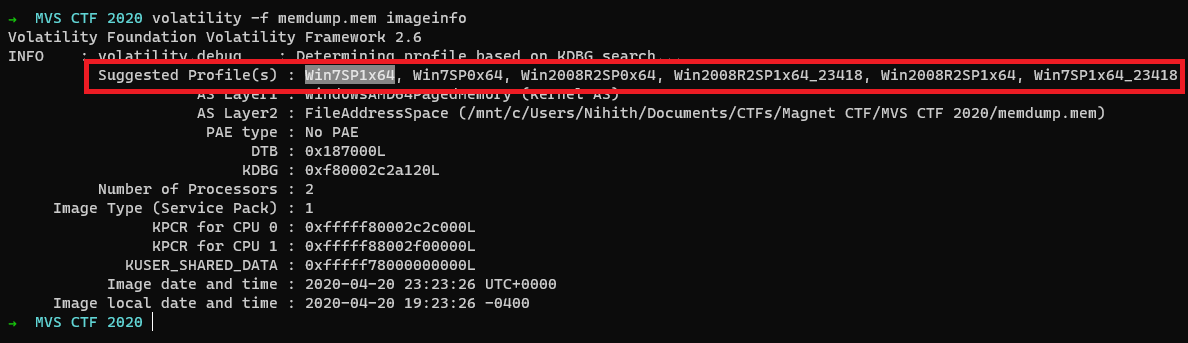 → MVS CTF 2020 volatility -f memdump.mem imageinfo
Volatility Foundation Volatility Framework 2.6
INFO : volatility.debug : Determining profile based on KDBG search...
Suggested Profile(s) : Win7SP1x64, Win7SP0x64, Win2008R2SP0x64, Win2008R2SP1x64_23418, Win2008R2SP1x64, Win7SP1x64_23418
AS Layer1 : WindowsAMD64PagedMemory (Kernel AS)
AS Layer2 : FileAddressSpace (/mnt/c/Users/Nihith/Documents/CTFs/Magnet CTF/MVS CTF 2020/memdump.mem)
PAE type : No PAE
DTB : 0x187000L
KDBG : 0xf80002c2a120L
Number of Processors : 2
Image Type (Service Pack) : 1
KPCR for CPU 0 : 0xfffff80002c2c000L
KPCR for CPU 1 : 0xfffff88002f00000L
KUSER_SHARED_DATA : 0xfffff78000000000L
Image date and time : 2020-04-20 23:23:26 UTC+0000
Image local date and time : 2020-04-20 19:23:26 -0400
→ MVS CTF 2020